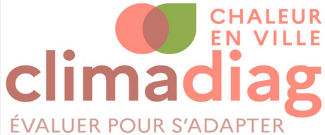 CHALEUR
EN VILLE
climadiag
ÉVALUER POUR S'ADAPTER